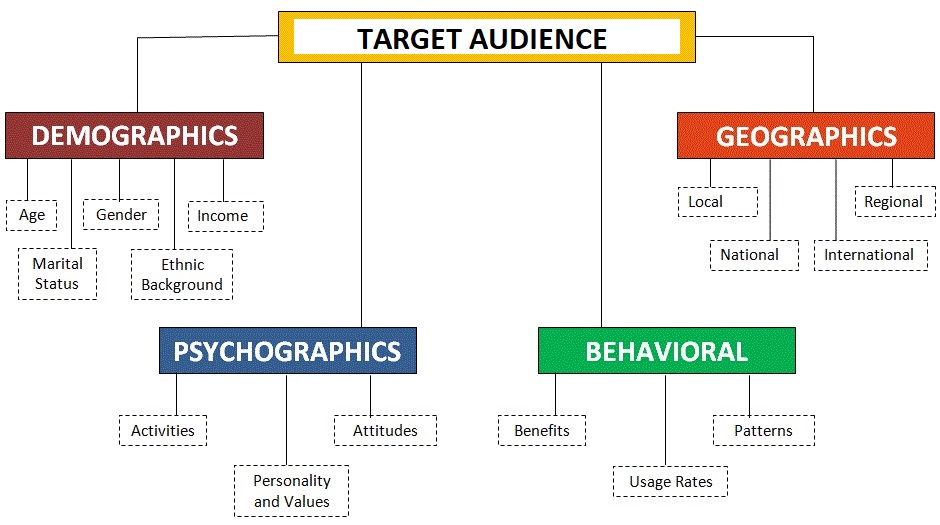 TARGET AUDIENCE
DEMOGRAPHICS
GEOGRAPHICS
Age
Gender
Income
Marital
Status
Ethnic
Background
Local
Regional
National
International
PSYCHOGRAPHICS
BEHAVIORAL
Activities
Attitudes
Personality
and Values
Benefits
Patterns
Usage Rates